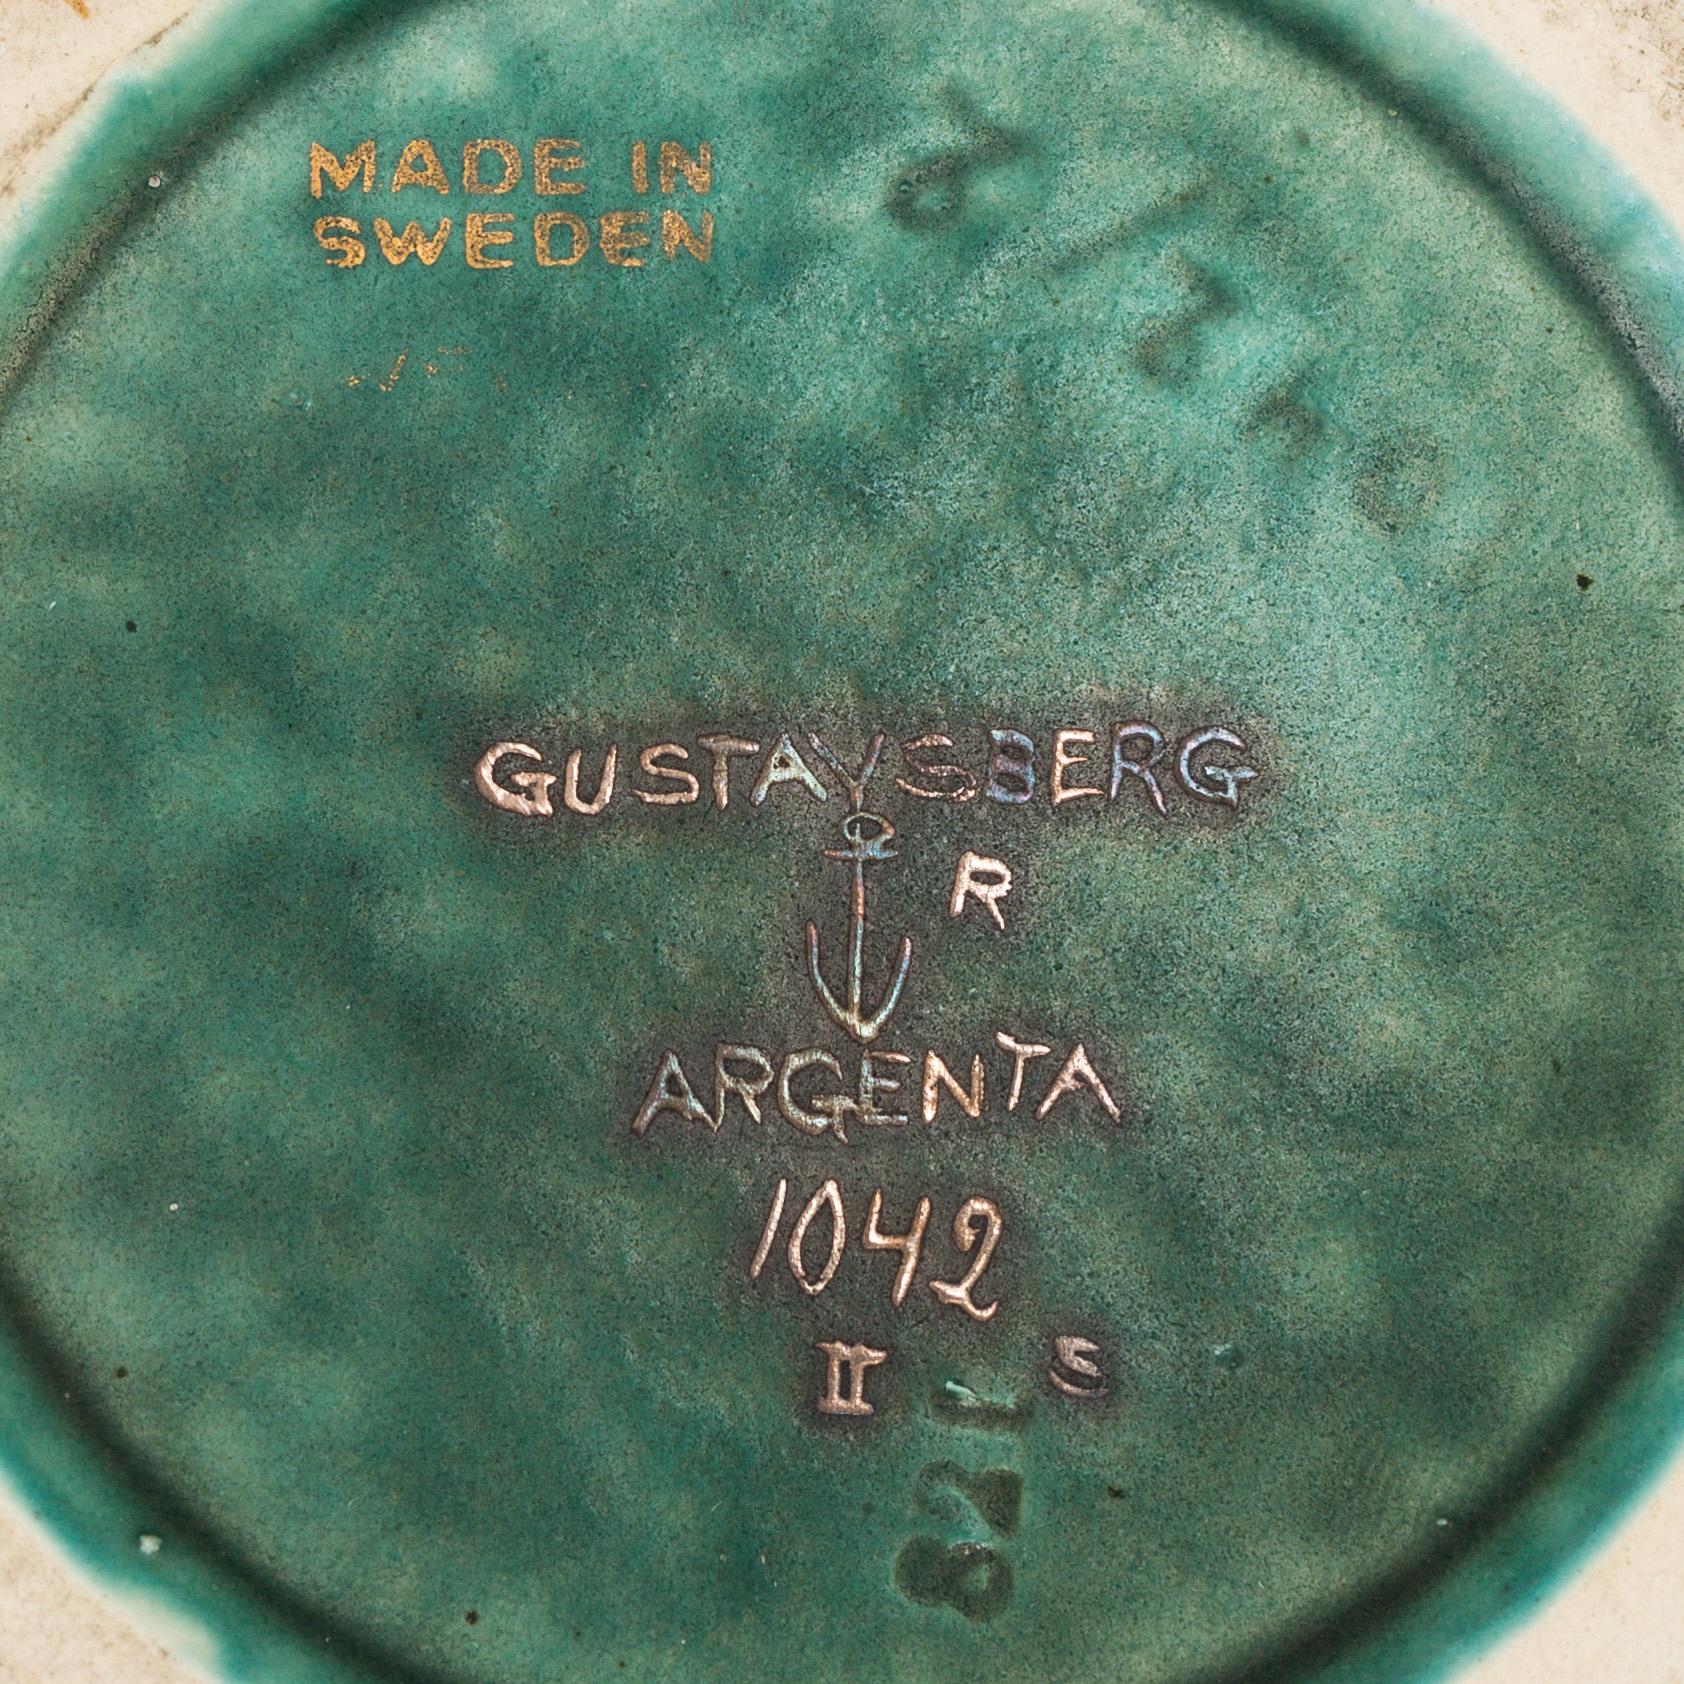 MADE IN
SWEDEN
GUSTAVSBERG
R
ARGENTA
1042
II S